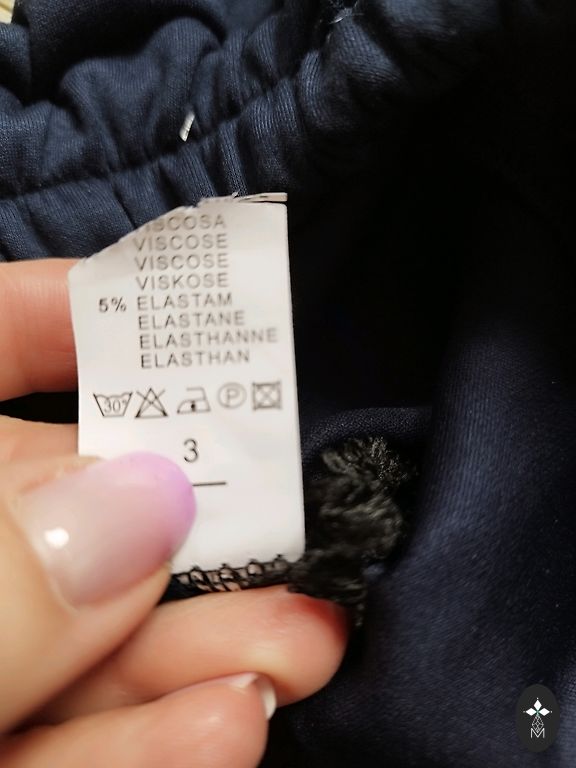 VISCOSA
VISCOSE
VISCOSE
VISKOSE
5% ELASTAM
ELASTANE
ELASTHANNE
ELASTHAN
30°
P
3
M